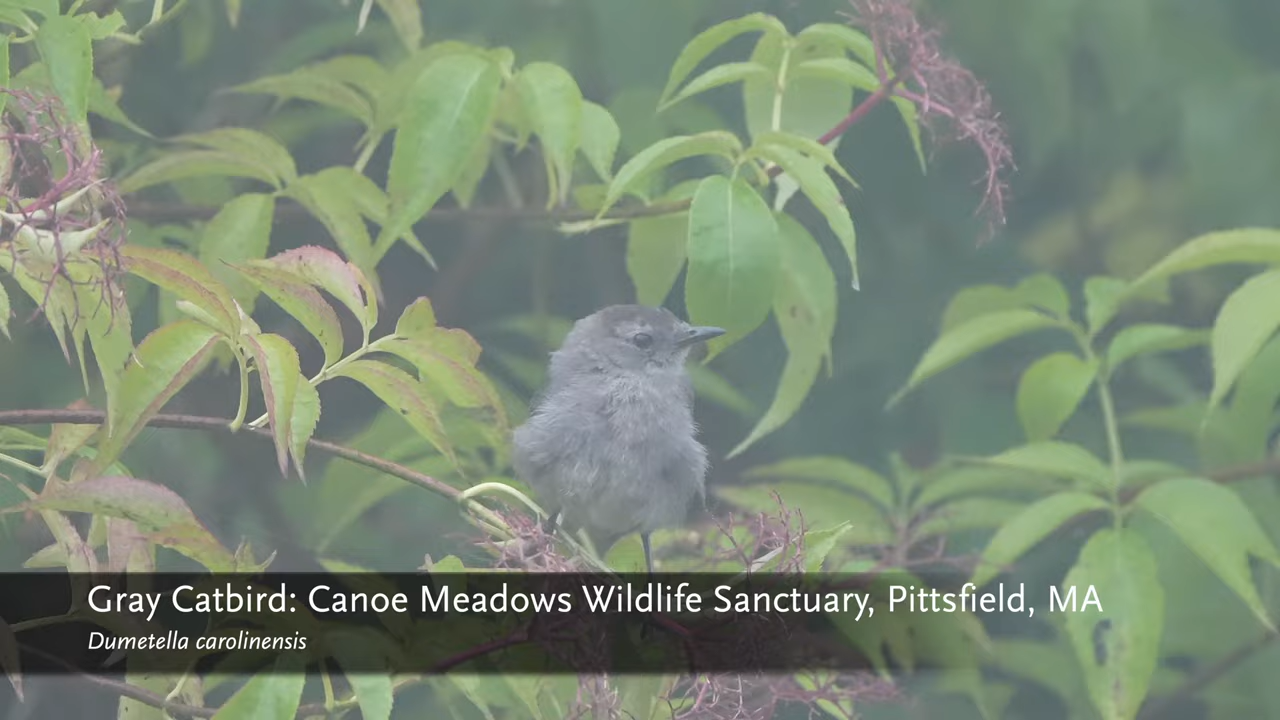 Gray Catbird: Canoe Meadows Wildlife Sanctuary, Pittsfield, MA
Dumetella carolinensis